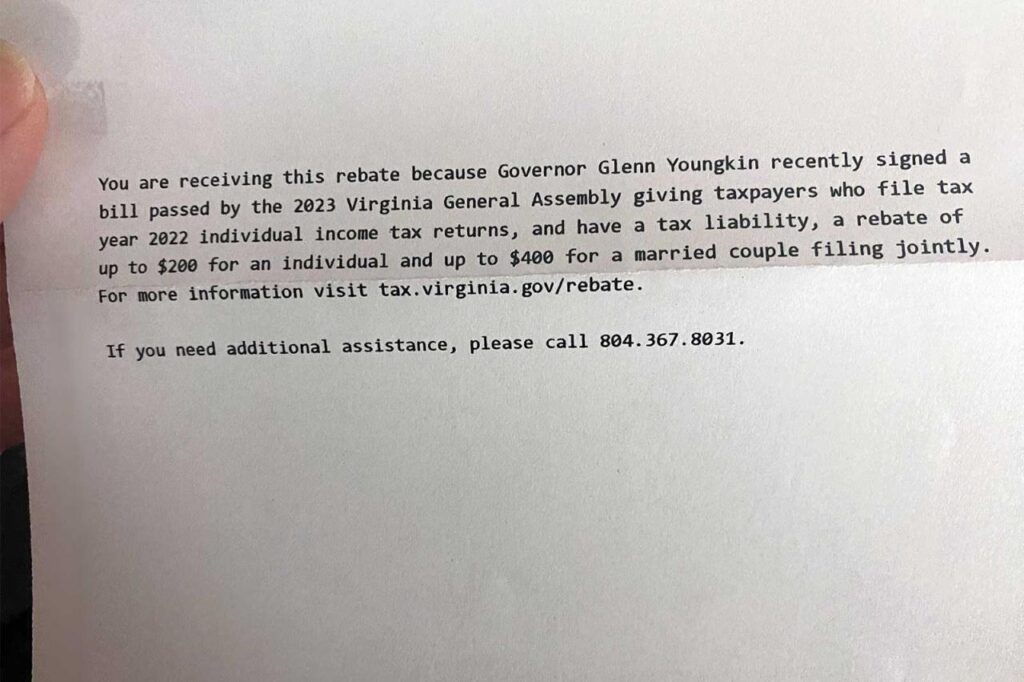 You are receiving this rebate because Governor Glenn Youngkin recently signed a
bill passed by the 2023 Virginia General Assembly giving taxpayers who file tax
year 2022 individual income tax returns, and have a tax liability, a rebate of
up to $200 for an individual and up to $400 for a married couple filing jointly.
For more information visit tax.virginia.gov/rebate.
If you need additional assistance, please call 804.367.8031.